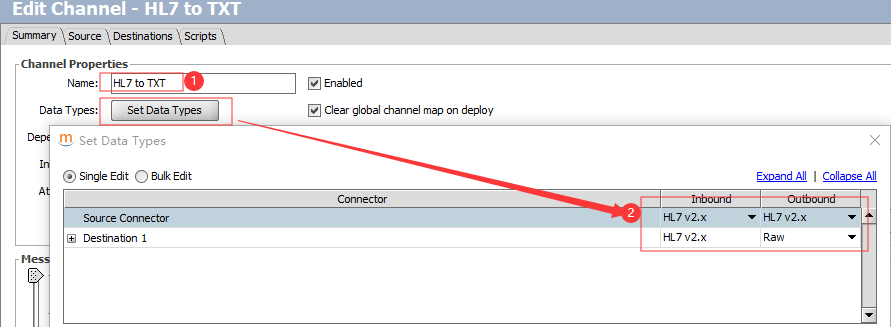 Edit Channel - HL7 to TXT
Summary Source Destinations Scripts
Channel Properties
Name: HL7 to TXT 1 Enabled
Data Types: Set Data Types Clear global channel map on deploy
Depe
m Set Data Types
In
Single Edit Bulk Edit Expand All | Collapse All
At
Connector Inbound Outbound
Source Connector 2 HL7 v2.x HL7 v2.x
Destination 1 HL7 v2.x Raw
Mess